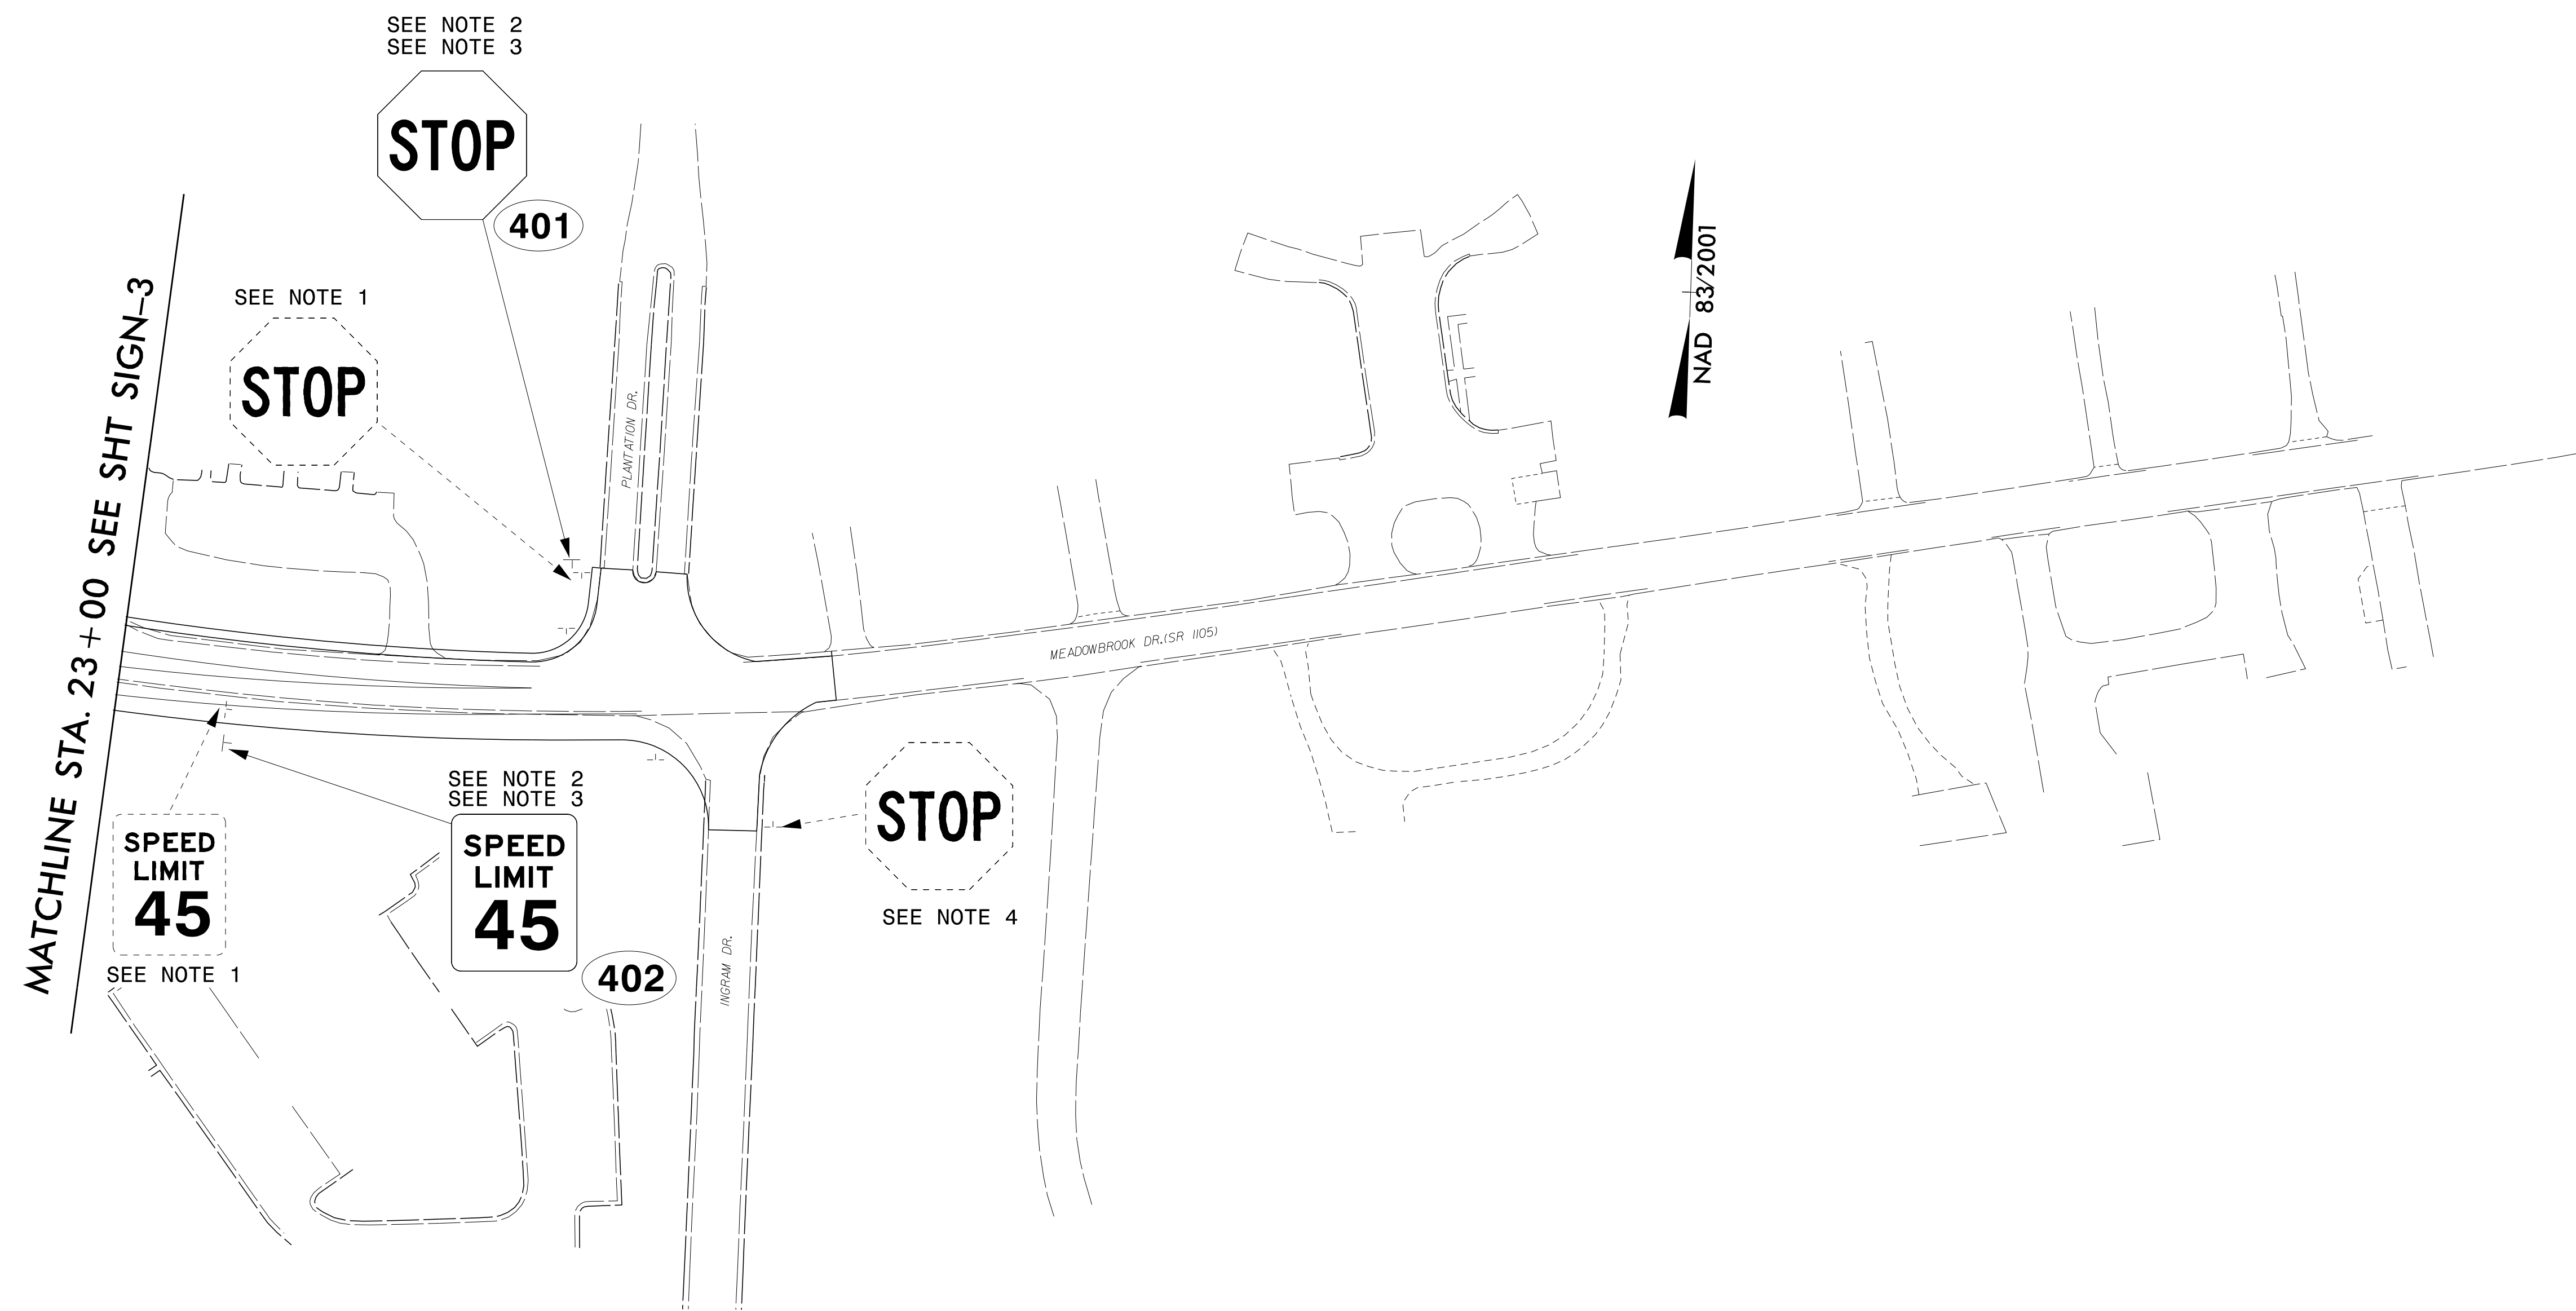 SEE NOTE 2
SEE NOTE 3
STOP
401
SEE NOTE 1
STOP
MATCHLINE STA. 23+00 SEE SHT SIGN-3
PLANTATION DR.
NAD 83/2001
MEADOWBROOK DR.(SR 1105)
SPEED
LIMIT
45
SEE NOTE 1
SEE NOTE 2
SEE NOTE 3
SPEED
LIMIT
45
402
STOP
SEE NOTE 4
INGRAM DR.